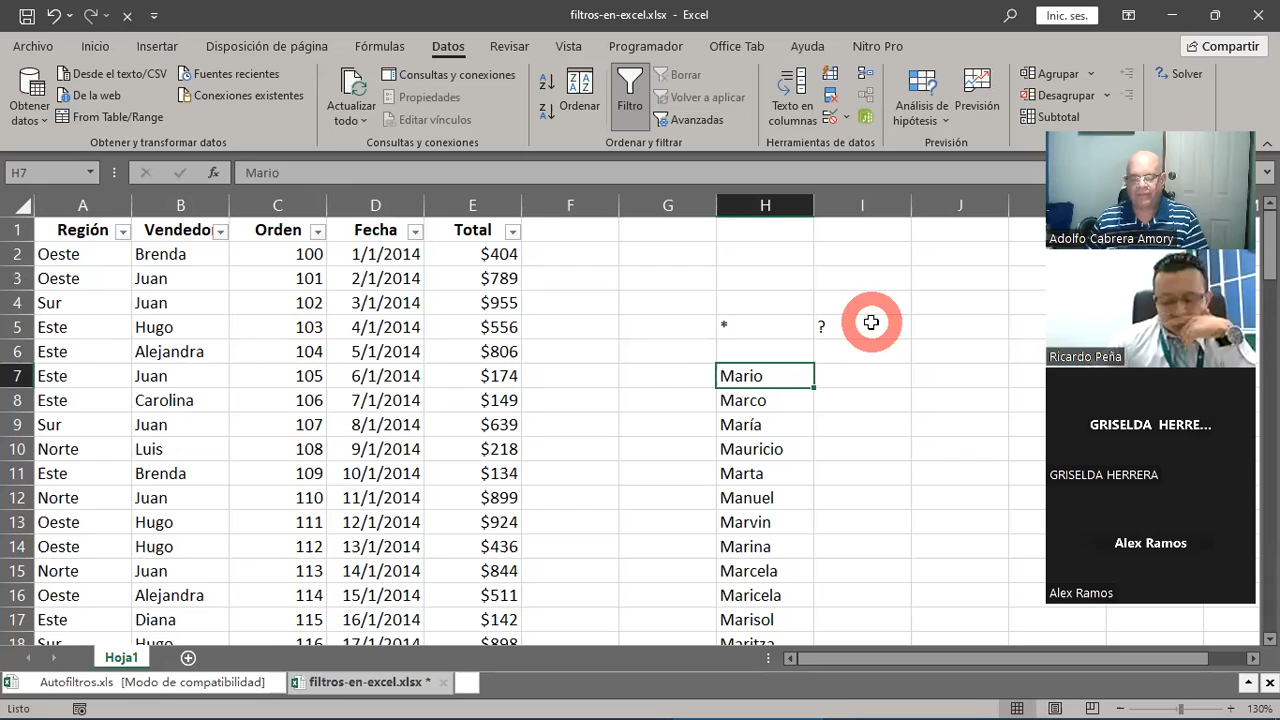 filtros-en-excel.xlsx - Excel
Inic. ses.
Archivo Inicio Insertar Disposición de página Fórmulas Datos Revisar Vista Programador Office Tab Ayuda Nitro Pro Compartir
Obtener datos
Desde el texto/CSV
De la web
From Table/Range
Fuentes recientes
Conexiones existentes
Obtener y transformar datos
Actualizar todo
Consultas y conexiones
Propiedades
Editar vínculos
Consultas y conexiones
Ordenar
Filtro
Borrar
Volver a aplicar
Avanzadas
Ordenar y filtrar
Texto en columnas
Herramientas de datos
Análisis de hipótesis
Previsión
Previsión
Agrupar
Desagrupar
Subtotal
Solver
H7 fx Mario
A B C D E F G H I J M
1 Región Vendedo Orden Fecha Total
2 Oeste Brenda 100 1/1/2014 $404
3 Oeste Juan 101 2/1/2014 $789
4 Sur Juan 102 3/1/2014 $955
5 Este Hugo 103 4/1/2014 $556 * ?
6 Este Alejandra 104 5/1/2014 $806
7 Este Juan 105 6/1/2014 $174 Mario
8 Este Carolina 106 7/1/2014 $149 Marco
9 Sur Juan 107 8/1/2014 $639 María
10 Norte Luis 108 9/1/2014 $218 Mauricio
11 Este Brenda 109 10/1/2014 $134 Marta
12 Norte Juan 110 11/1/2014 $899 Manuel
13 Oeste Hugo 111 12/1/2014 $924 Marvin
14 Oeste Hugo 112 13/1/2014 $436 Marina
15 Norte Juan 113 14/1/2014 $844 Marcela
16 Oeste Alejandra 114 15/1/2014 $511 Maricela
17 Este Diana 115 16/1/2014 $142 Marisol
18 Sur Hugo 116 17/1/2014 $898 Maritza
Adolfo Cabrera Amory
Ricardo Peña
GRISELDA HERRE...
GRISELDA HERRERA
Alex Ramos
Alex Ramos
Hoja1
Autofiltros.xls [Modo de compatibilidad] filtros-en-excel.xlsx *
Listo 130%